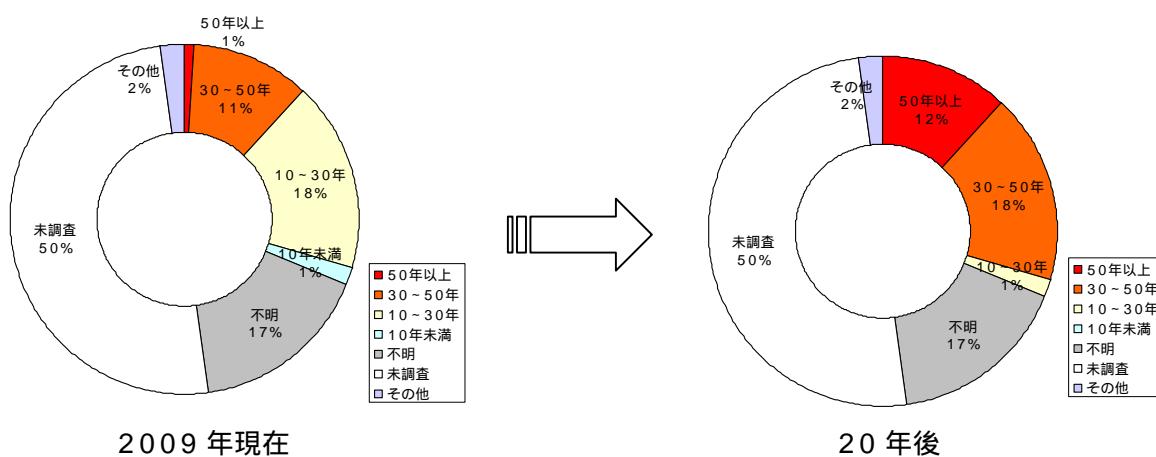 50年以上
1%
30~50年
11%
10~30年
18%
10年未満
1%
不明
17%
未調査
50%
その他
2%
50年以上
30~50年
10~30年
10年未満
不明
未調査
その他
2009年現在
50年以上
12%
30~50年
18%
10~30年
1%
不明
17%
未調査
50%
その他
2%
50年以上
30~50年
10~30年
10年未満
不明
未調査
その他
20年後